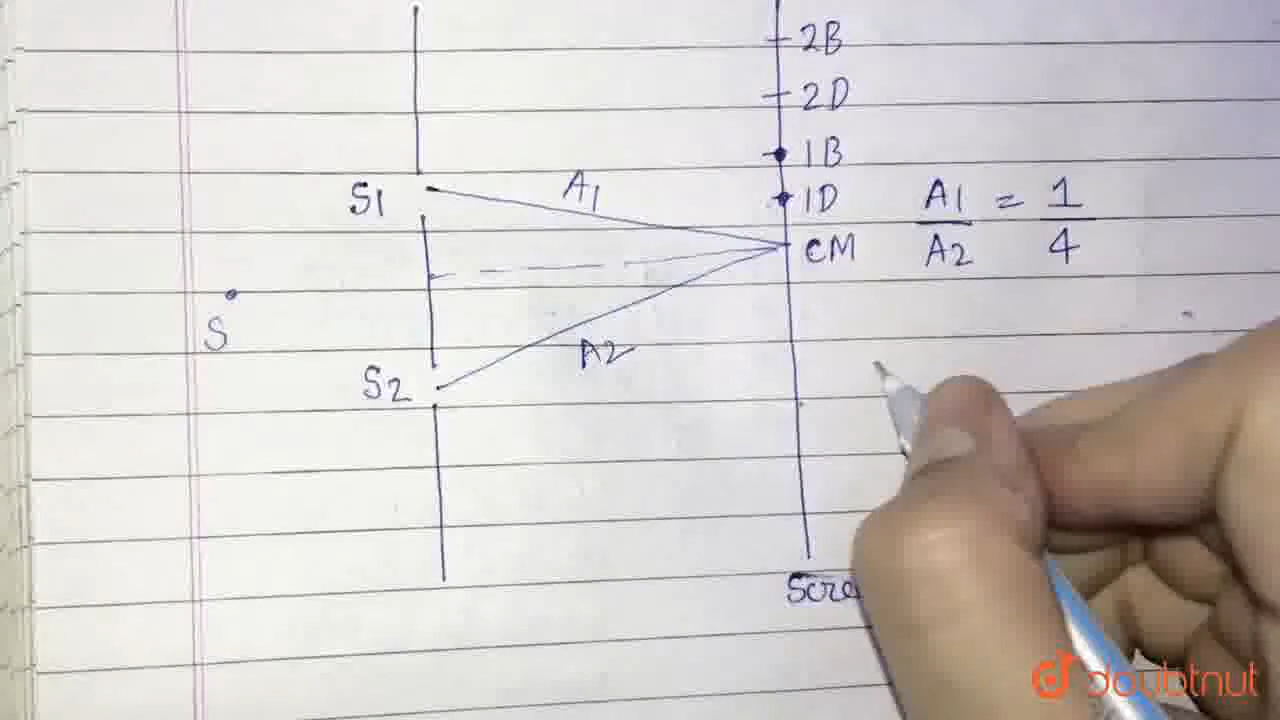 2B
2D
1B
1D
CM
S1
A1
A1 = 1
A2 4
S
S2
A2
doubtnut